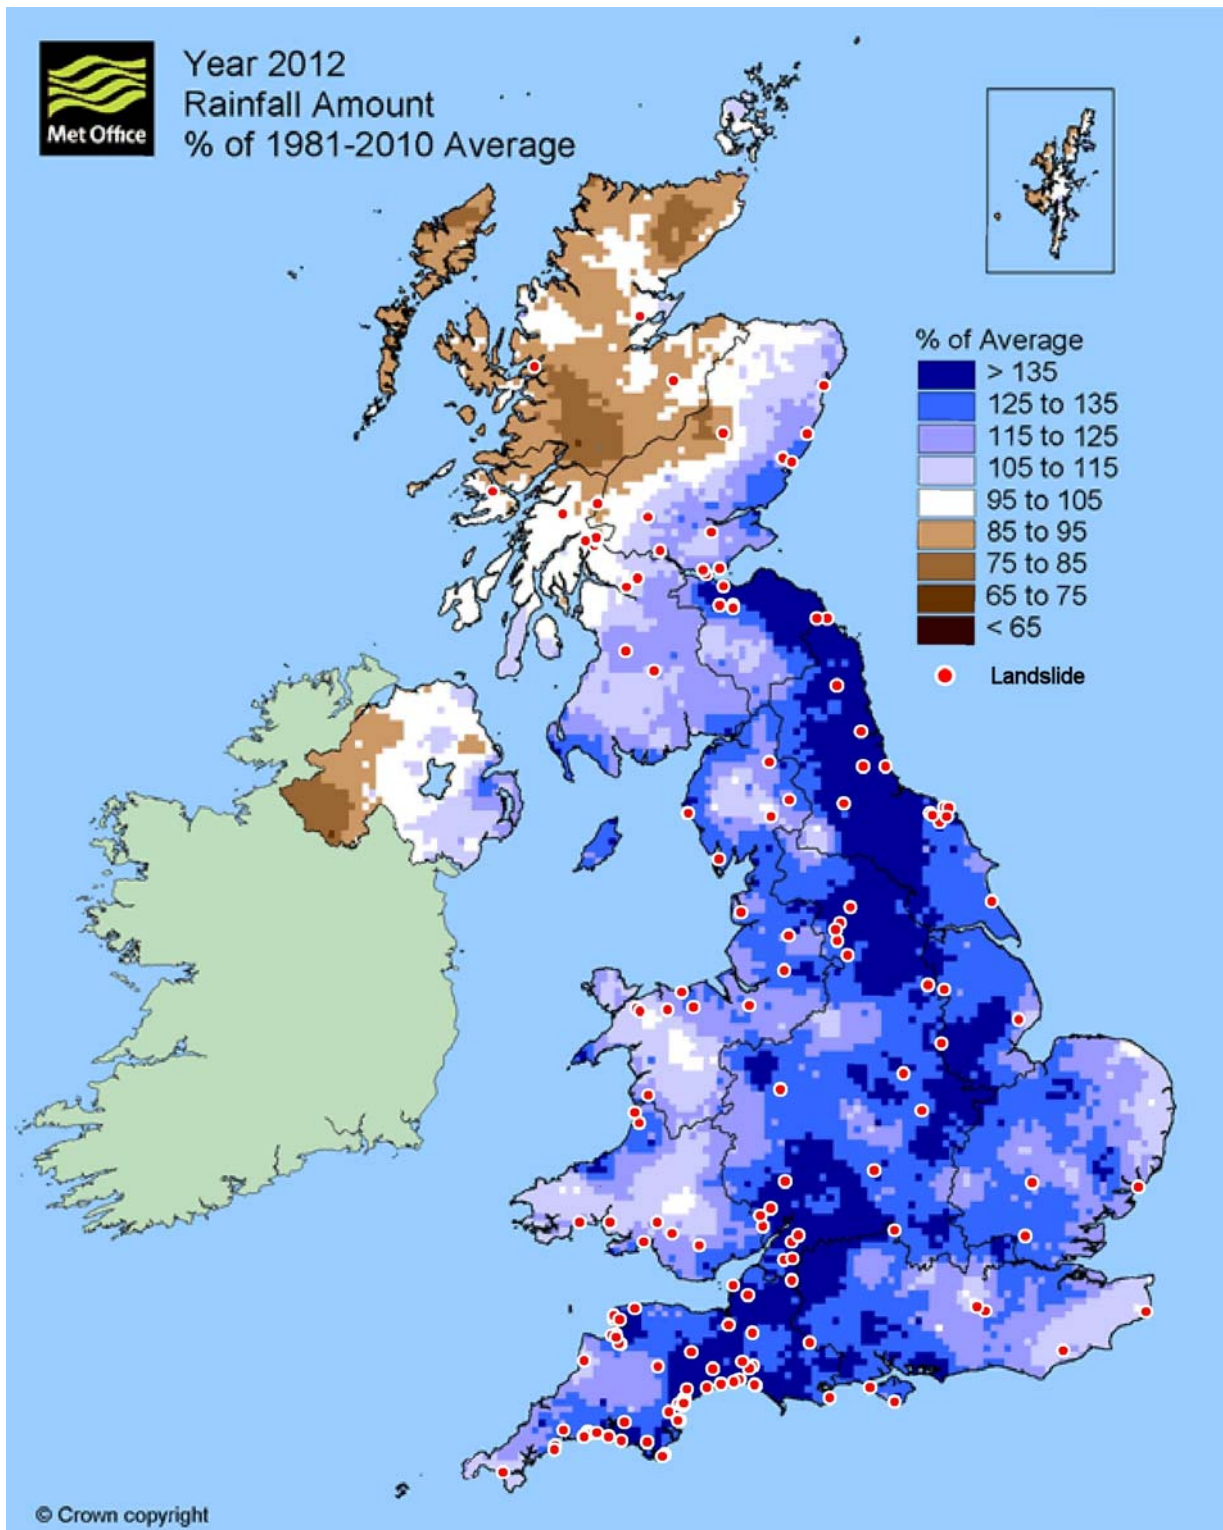 Met Office
Year 2012
Rainfall Amount
% of 1981-2010 Average
% of Average
> 135
125 to 135
115 to 125
105 to 115
95 to 105
85 to 95
75 to 85
65 to 75
< 65
Landslide
© Crown copyright